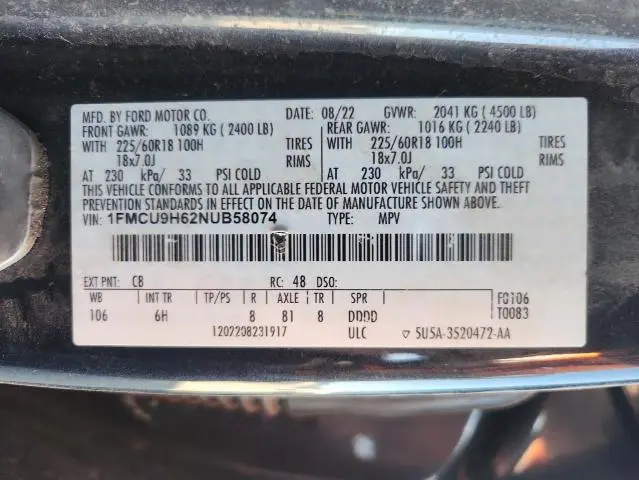 MFD. BY FORD MOTOR CO. DATE: 08/22 GVWR: 2041 KG ( 4500 LB)
FRONT GAWR: 1089 KG ( 2400 LB) REAR GAWR: 1016 KG ( 2240 LB)
WITH 225/60R18 100H TIRES WITH 225/60R18 100H TIRES
18x7.0J RIMS 18x7.0J RIMS
AT 230 kPa/ 33 PSI COLD AT 230 kPa/ 33 PSI COLD
THIS VEHICLE CONFORMS TO ALL APPLICABLE FEDERAL MOTOR VEHICLE SAFETY AND THEFT
PREVENTION STANDARDS IN EFFECT ON THE DATE OF MANUFACTURE SHOWN ABOVE.
VIN: 1FMCU9H62NUB58074 TYPE: MPV
EXT PNT: CB RC: 48 DSO:
WB INT TR TP/PS R AXLE TR SPR F0106
106 6H 8 81 8 DDDD T0083
1202208231917 ULC 5U5A-3520472-AA